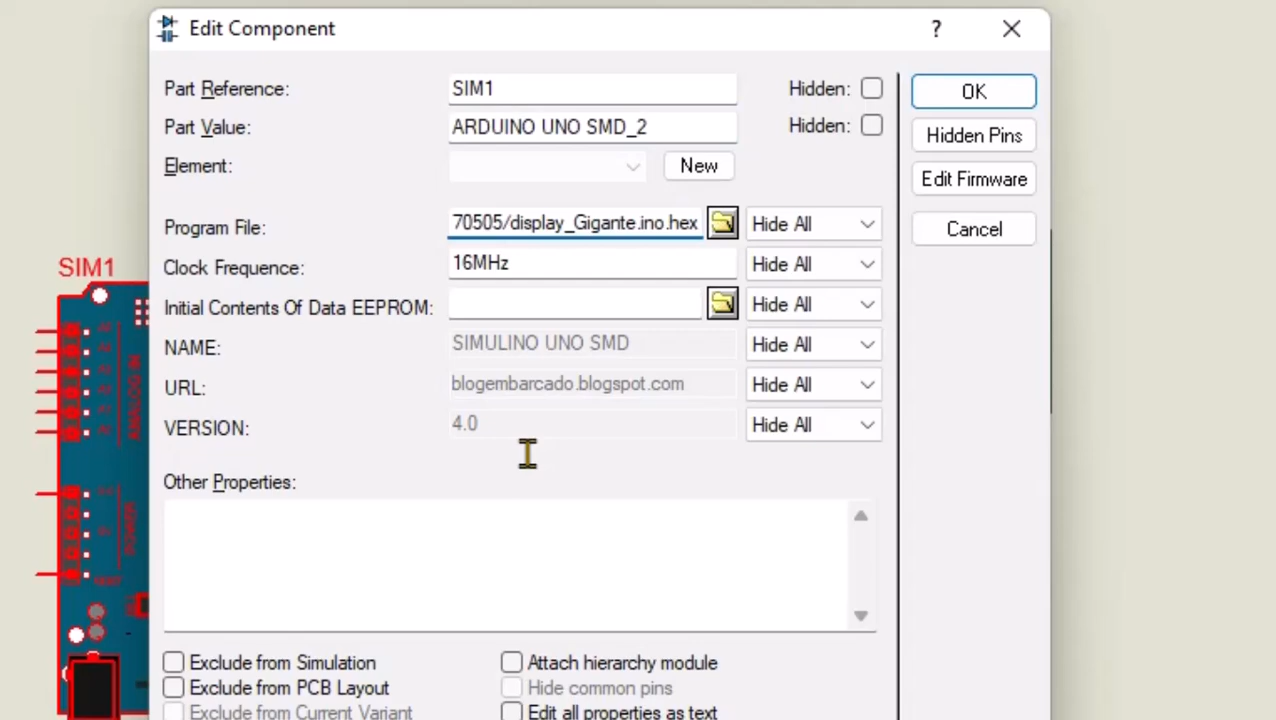 Edit Component
?
Part Reference: SIM1 Hidden: OK
Part Value: ARDUINO UNO SMD_2 Hidden: Hidden Pins
Element: New Edit Firmware
Program File: 70505/display_Gigante.ino.hex Hide All Cancel
Clock Frequence: 16MHz Hide All
SIM1
Initial Contents Of Data EEPROM: Hide All
NAME: SIMULINO UNO SMD Hide All
URL: blogembarcado.blogspot.com Hide All
VERSION: 4.0 Hide All
ANALOG IN
Other Properties:
Exclude from Simulation Attach hierarchy module
Exclude from PCB Layout Hide common pins
Exclude from Current Variant Edit all properties as text